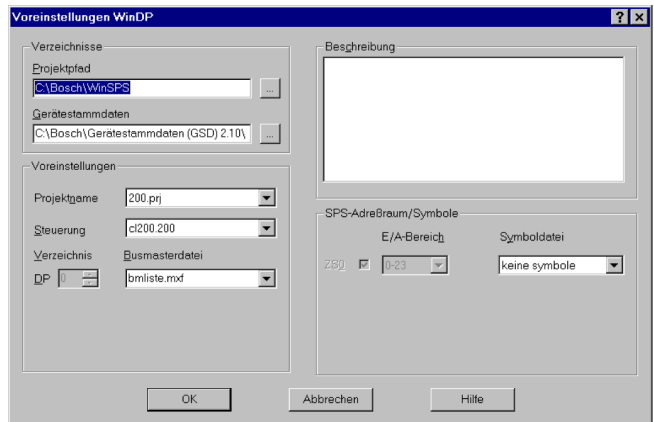 Voreinstellungen WinDP
Verzeichnisse
Projektpfad
C:\Bosch\WinSPS
...
Gerätestammdaten
C:\Bosch\Gerätestammdaten (GSD) 2.10\
...
Voreinstellungen
Projektname
200.prj
Steuerung
cl200.200
Verzeichnis
Busmasterdatei
DP
0
bmliste.mxf
Beschreibung
SPS-Adreßraum/Symbole
E/A-Bereich
Symboldatei
ZS0
0-23
keine symbole
OK
Abbrechen
Hilfe